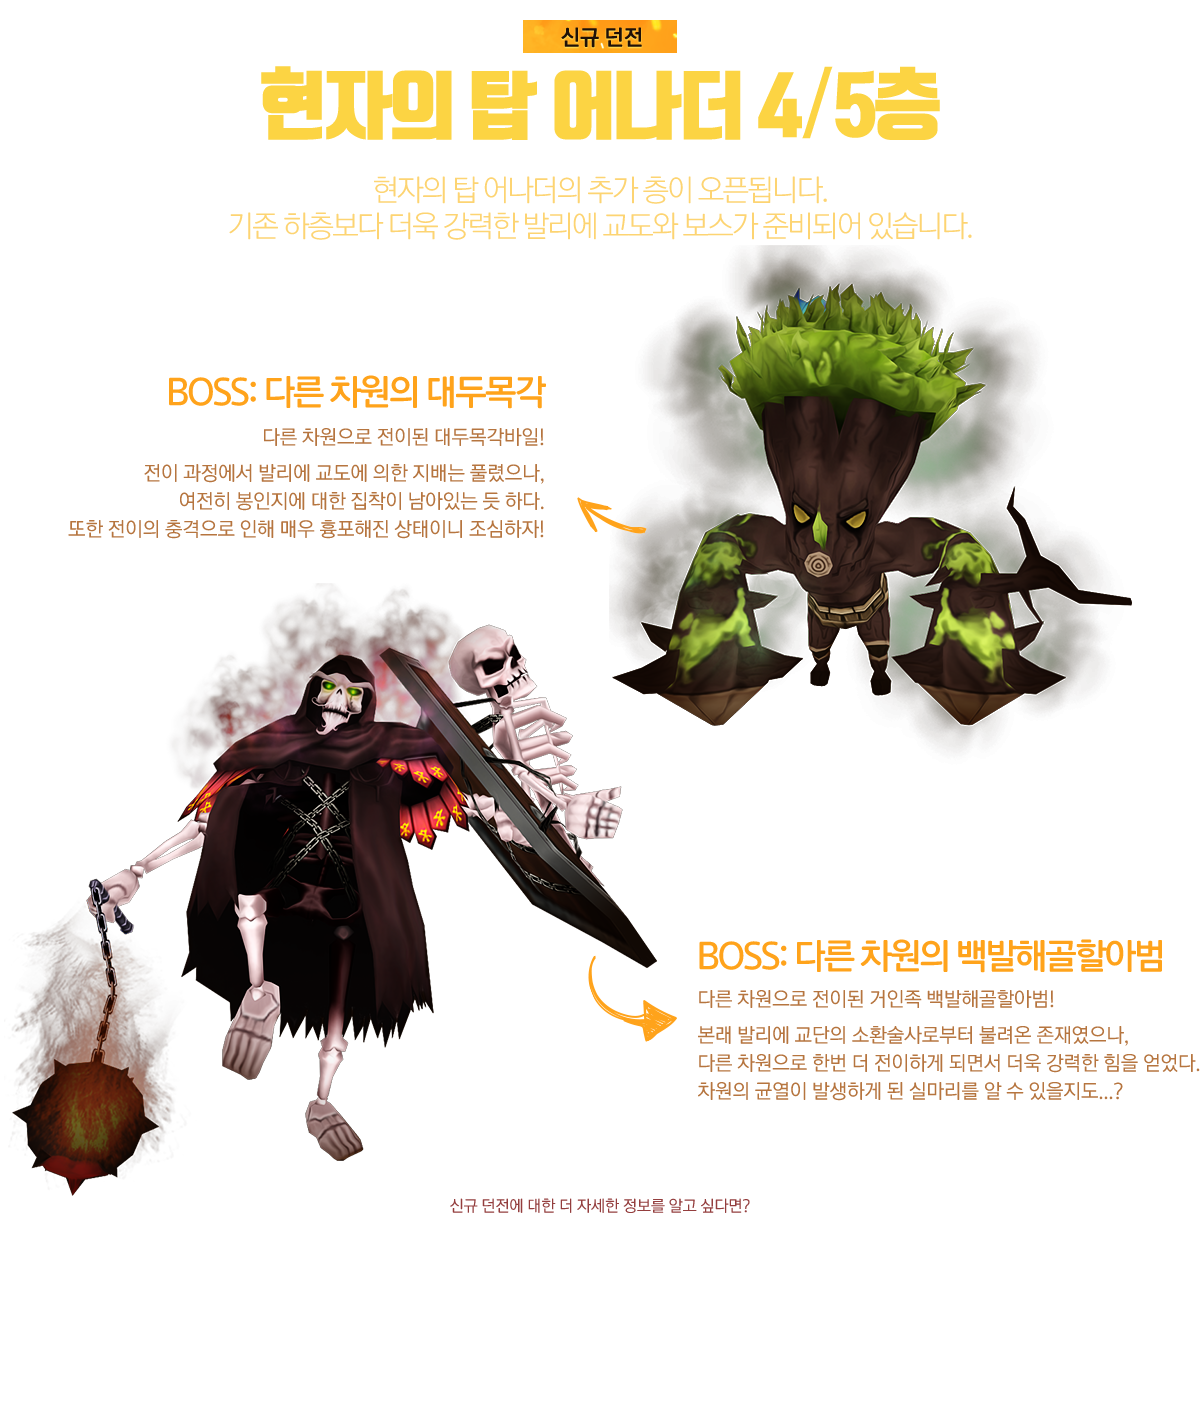 신규 던전
현자의 탑 어나더 4/5층
현자의 탑 어나더의 추가 층이 오픈됩니다.
기존 하층보다 더욱 강력한 발리에 교도와 보스가 준비되어 있습니다.
BOSS: 다른 차원의 대두목각
다른 차원으로 전이된 대두목각바일!
전이 과정에서 발리에 교도에 의한 지배는 풀렸으나,
여전히 봉인지에 대한 집착이 남아있는 듯 하다.
또한 전이의 충격으로 인해 매우 흉포해진 상태이니 조심하자!
BOSS: 다른 차원의 백발해골할아범
다른 차원으로 전이된 거인족 백발해골할아범!
본래 발리에 교단의 소환술사로부터 불려온 존재였으나,
다른 차원으로 한번 더 전이하게 되면서 더욱 강력한 힘을 얻었다.
차원의 균열이 발생하게 된 실마리를 알 수 있을지도...?
신규 던전에 대한 더 자세한 정보를 알고 싶다면?